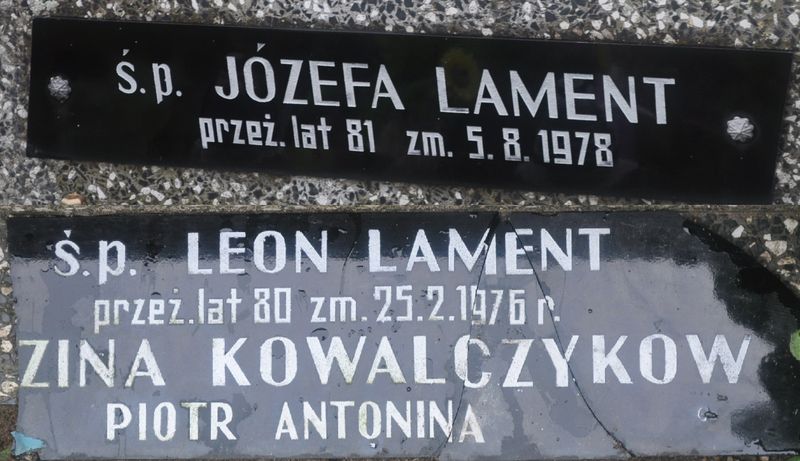 ś.p. JÓZEFA LAMENT
przeż. lat 81 zm. 5.8.1978
ś.p. LEON LAMENT
przeż. lat 80 zm. 25.2.1976 r.
ZINA KOWALCZYKÓW
PIOTR ANTONINA